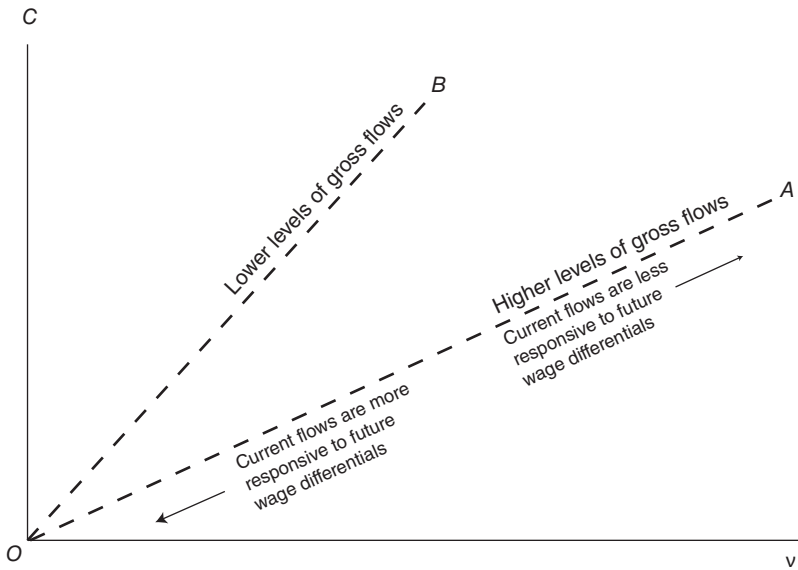 C
B
Lower levels of gross flows
A
Higher levels of gross flows
Current flows are less
responsive to future
wage differentials
Current flows are more
responsive to future
wage differentials
O
ν